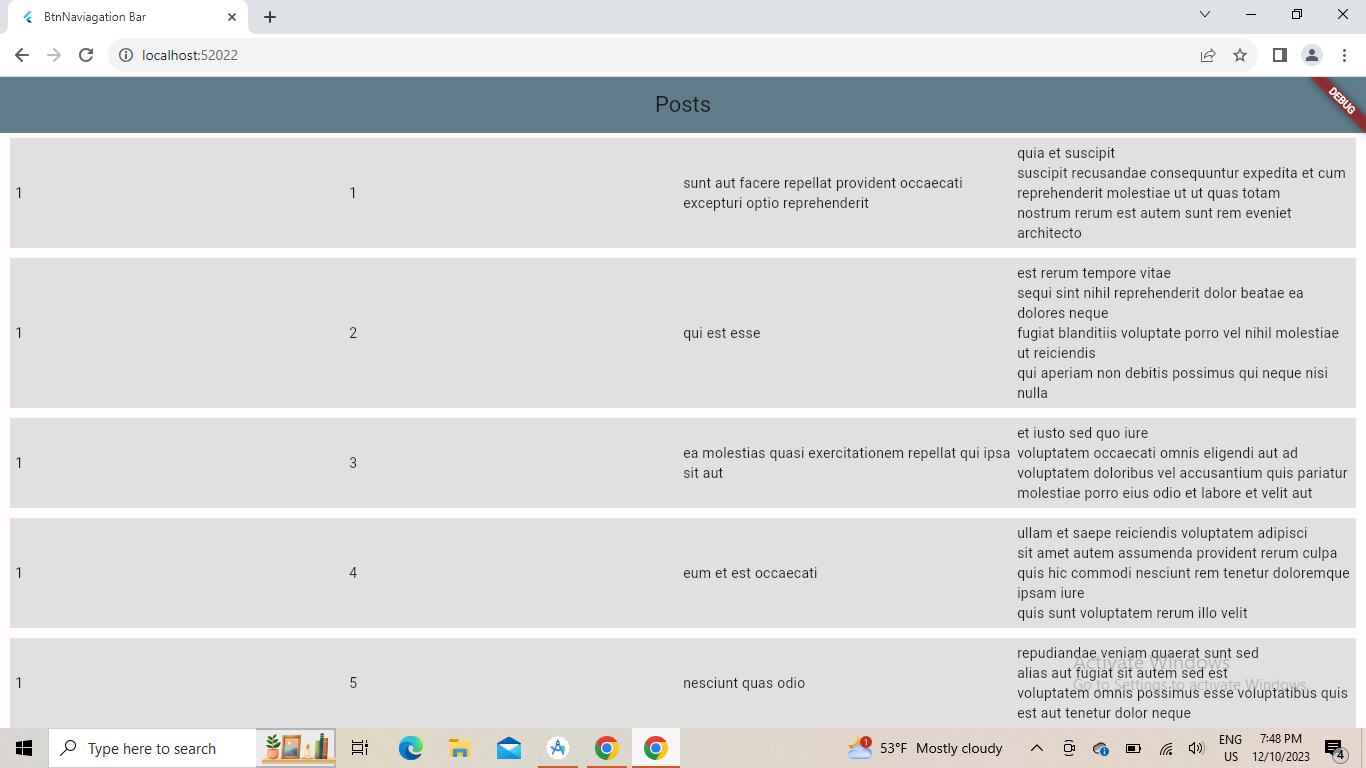 BtnNaviagation Bar
localhost:52022
Posts
DEBUG
1
1
sunt aut facere repellat provident occaecati
excepturi optio reprehenderit
quia et suscipit
suscipit recusandae consequuntur expedita et cum
reprehenderit molestiae ut ut quas totam
nostrum rerum est autem sunt rem eveniet
architecto
1
2
qui est esse
est rerum tempore vitae
sequi sint nihil reprehenderit dolor beatae ea
dolores neque
fugiat blanditiis voluptate porro vel nihil molestiae
ut reiciendis
qui aperiam non debitis possimus qui neque nisi
nulla
1
3
ea molestias quasi exercitationem repellat qui ipsa
sit aut
et iusto sed quo iure
voluptatem occaecati omnis eligendi aut ad
voluptatem doloribus vel accusantium quis pariatur
molestiae porro eius odio et labore et velit aut
1
4
eum et est occaecati
ullam et saepe reiciendis voluptatem adipisci
sit amet autem assumenda provident rerum culpa
quis hic commodi nesciunt rem tenetur doloremque
ipsam iure
quis sunt voluptatem rerum illo velit
1
5
nesciunt quas odio
repudiandae veniam quaerat sunt sed
alias aut fugiat sit autem sed est
voluptatem omnis possimus esse voluptatibus quis
est aut tenetur dolor neque
Activate Windows
Go to Settings to activate Windows.
Type here to search
1
53°F Mostly cloudy
ENG
US
7:48 PM
12/10/2023
4